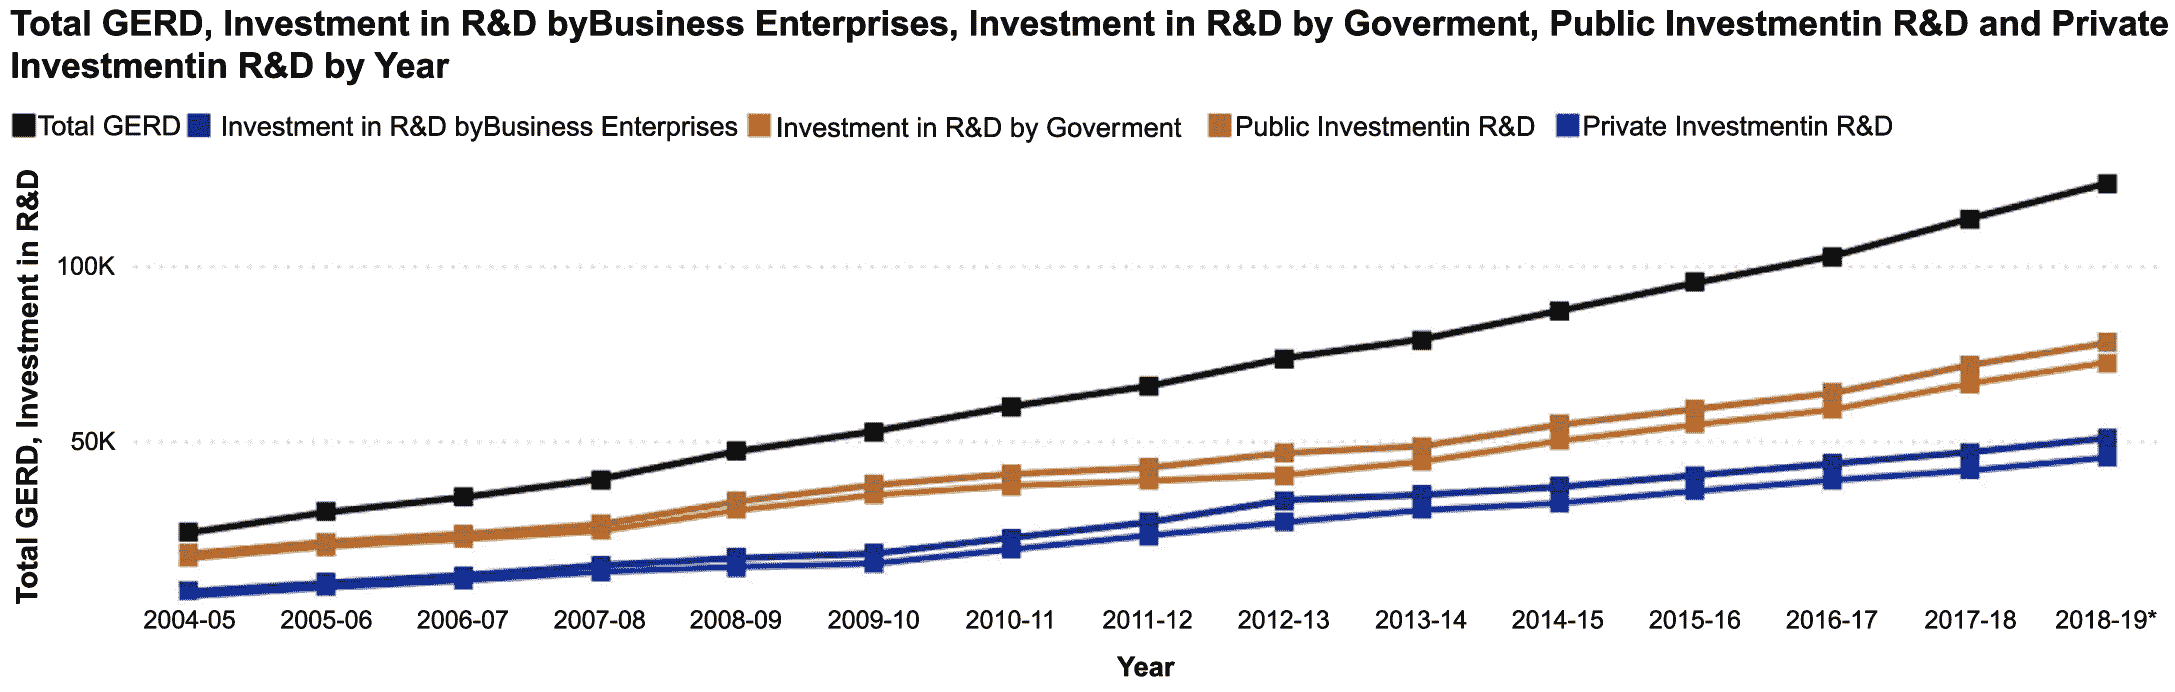 Total GERD, Investment in R&D byBusiness Enterprises, Investment in R&D by Goverment, Public Investmentin R&D and Private
Investmentin R&D by Year
Total GERD Investment in R&D byBusiness Enterprises Investment in R&D by Goverment Public Investmentin R&D Private Investmentin R&D
Total GERD, Investment in R&D
100K
50K
2004-05 2005-06 2006-07 2007-08 2008-09 2009-10 2010-11 2011-12 2012-13 2013-14 2014-15 2015-16 2016-17 2017-18 2018-19*
Year